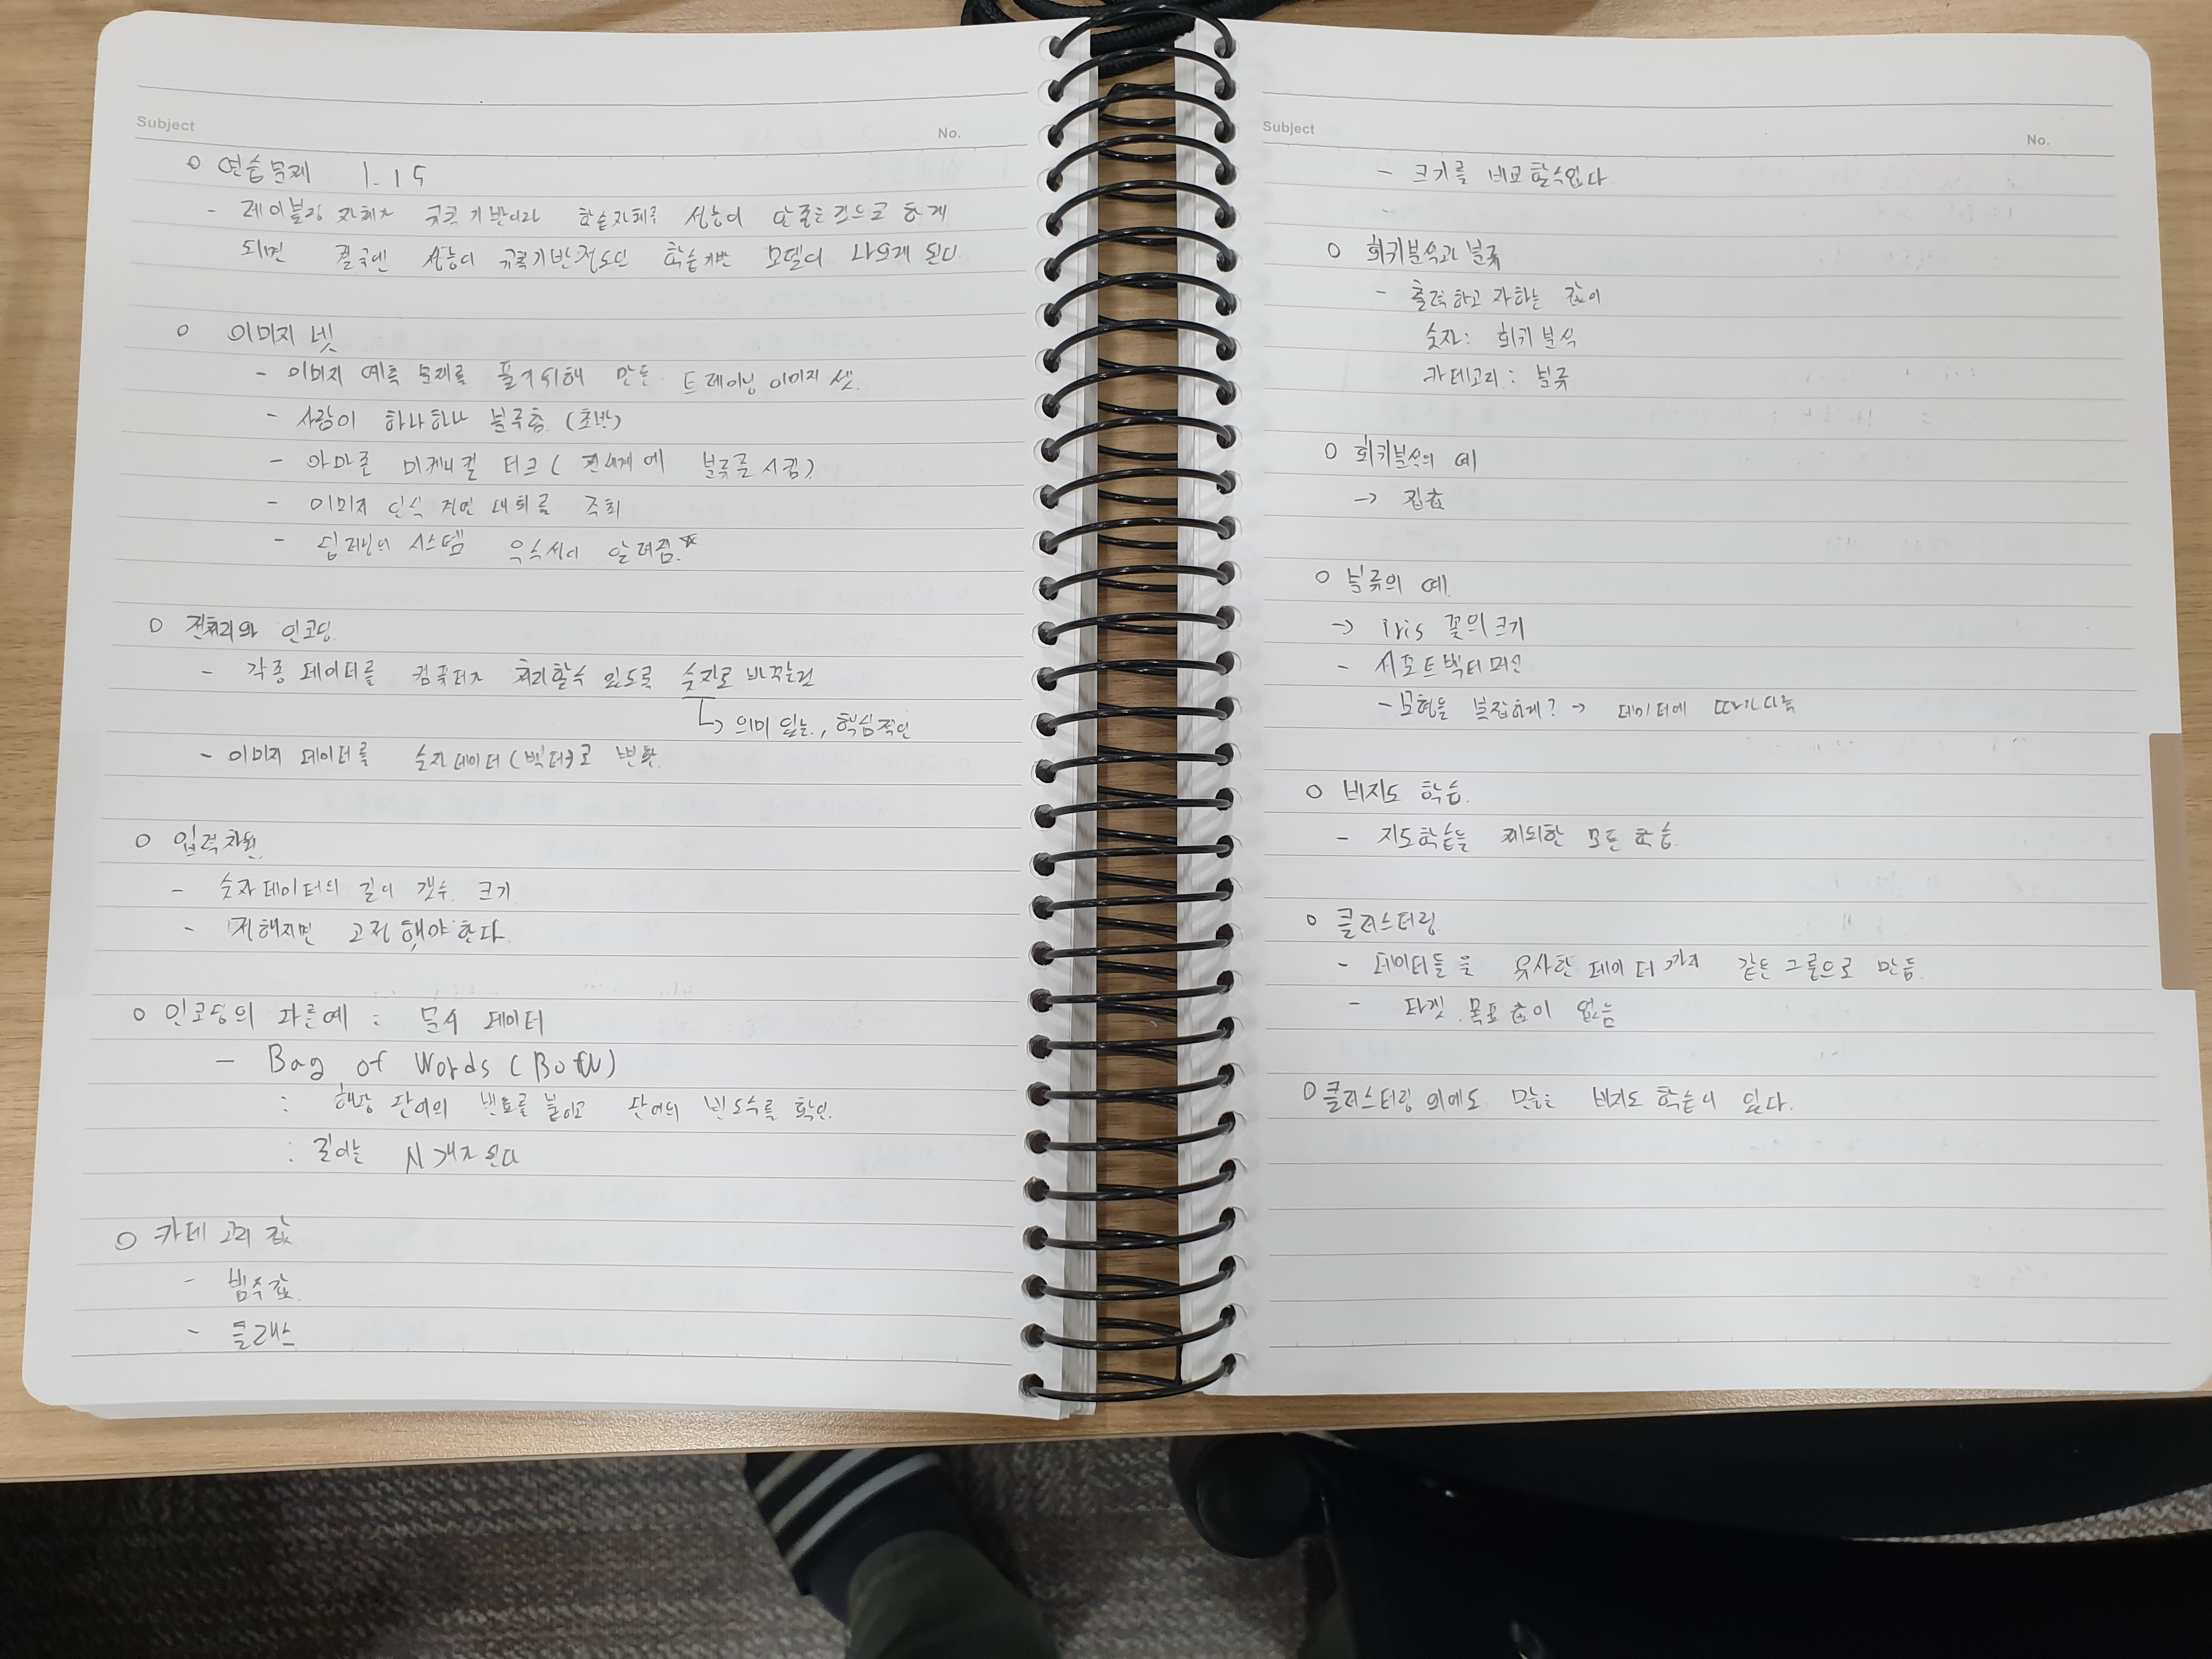 Subject No.
○ 연습문제 1.15
- 레이블링 자체가 규칙기반이라 학습자체를 성능이 안좋은것으로 하게
되면 결국엔 성능이 규칙기반정도인 학습기반 모델이 나오게 된다.
○ 이미지 넷
- 이미지 예측 문제를 풀기위해 만든 트레이닝 이미지 셋.
- 사람이 하나하나 분류함. (초반)
- 아마존 미케니컬 터크 ( 전세계에 분류를 시킴)
- 이미지 인식 경연 대회를 주최
- 딥러닝의 시스템 우수성이 알려짐.☆
○ 전처리와 인코딩.
- 각종 데이터를 컴퓨터가 처리할수 있도록 숫자로 바꾸는것
↳ 의미 있는, 핵심적인
- 이미지 데이터를 숫자데이터(벡터)로 변환.
○ 입력차원.
- 숫자데이터의 길이 갯수. 크기.
- 정해지면 고정해야한다.
○ 인코딩의 다른예 : 문서 데이터
- Bag of Words (BoW)
: 해당 단어의 번호를 붙이고 단어의 빈도수를 확인.
: 길이는 N개가 된다
○ 카테고리 값
- 범주값.
- 클래스
Subject No.
- 크기를 비교할수없다
-
○ 회귀분석과 분류
- 출력하고자하는 값이
숫자: 회귀분석
카테고리: 분류
○ 회귀분석의 예
→ 집값
○ 분류의 예.
→ iris 꽃의크기
- 서포트벡터머신
- 모형을 복잡하게? → 데이터에 따라다름
○ 비지도 학습.
- 지도학습을 제외한 모든 학습.
○ 클러스터링.
- 데이터들을 유사한 데이터끼리 같은 그룹으로 만듬.
- 타겟, 목표값이 없음
○ 클러스터링 외에도 많은 비지도 학습이 있다.